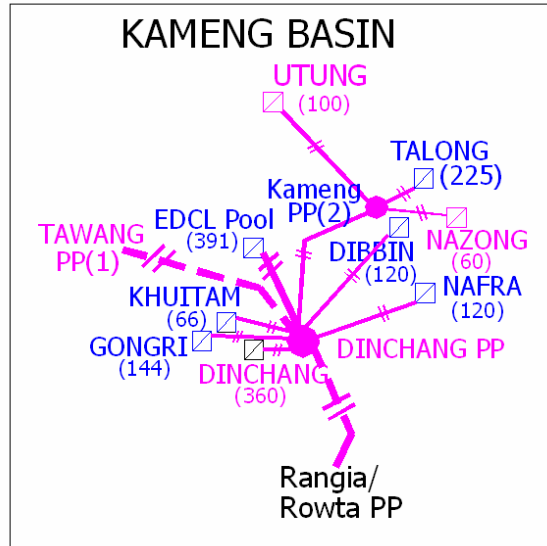 KAMENG BASIN
UTUNG
(100)
TALONG
(225)
Kameng
PP(2)
EDCL Pool
(391)
TAWANG
PP(1)
DIBBIN
(120)
NAZONG
(60)
KHUITAM
(66)
NAFRA
(120)
GONGRI
(144)
DINCHANG
(360)
DINCHANG PP
Rangia/
Rowta PP